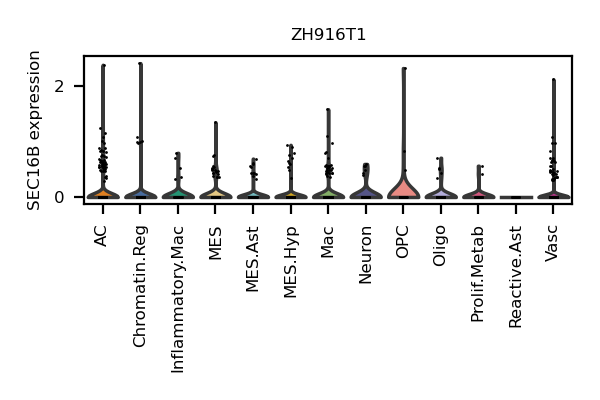 ZH916T1
SEC16B expression
2
0
AC
Chromatin.Reg
Inflammatory.Mac
MES
MES.Ast
MES.Hyp
Mac
Neuron
OPC
Oligo
Prolif.Metab
Reactive.Ast
Vasc